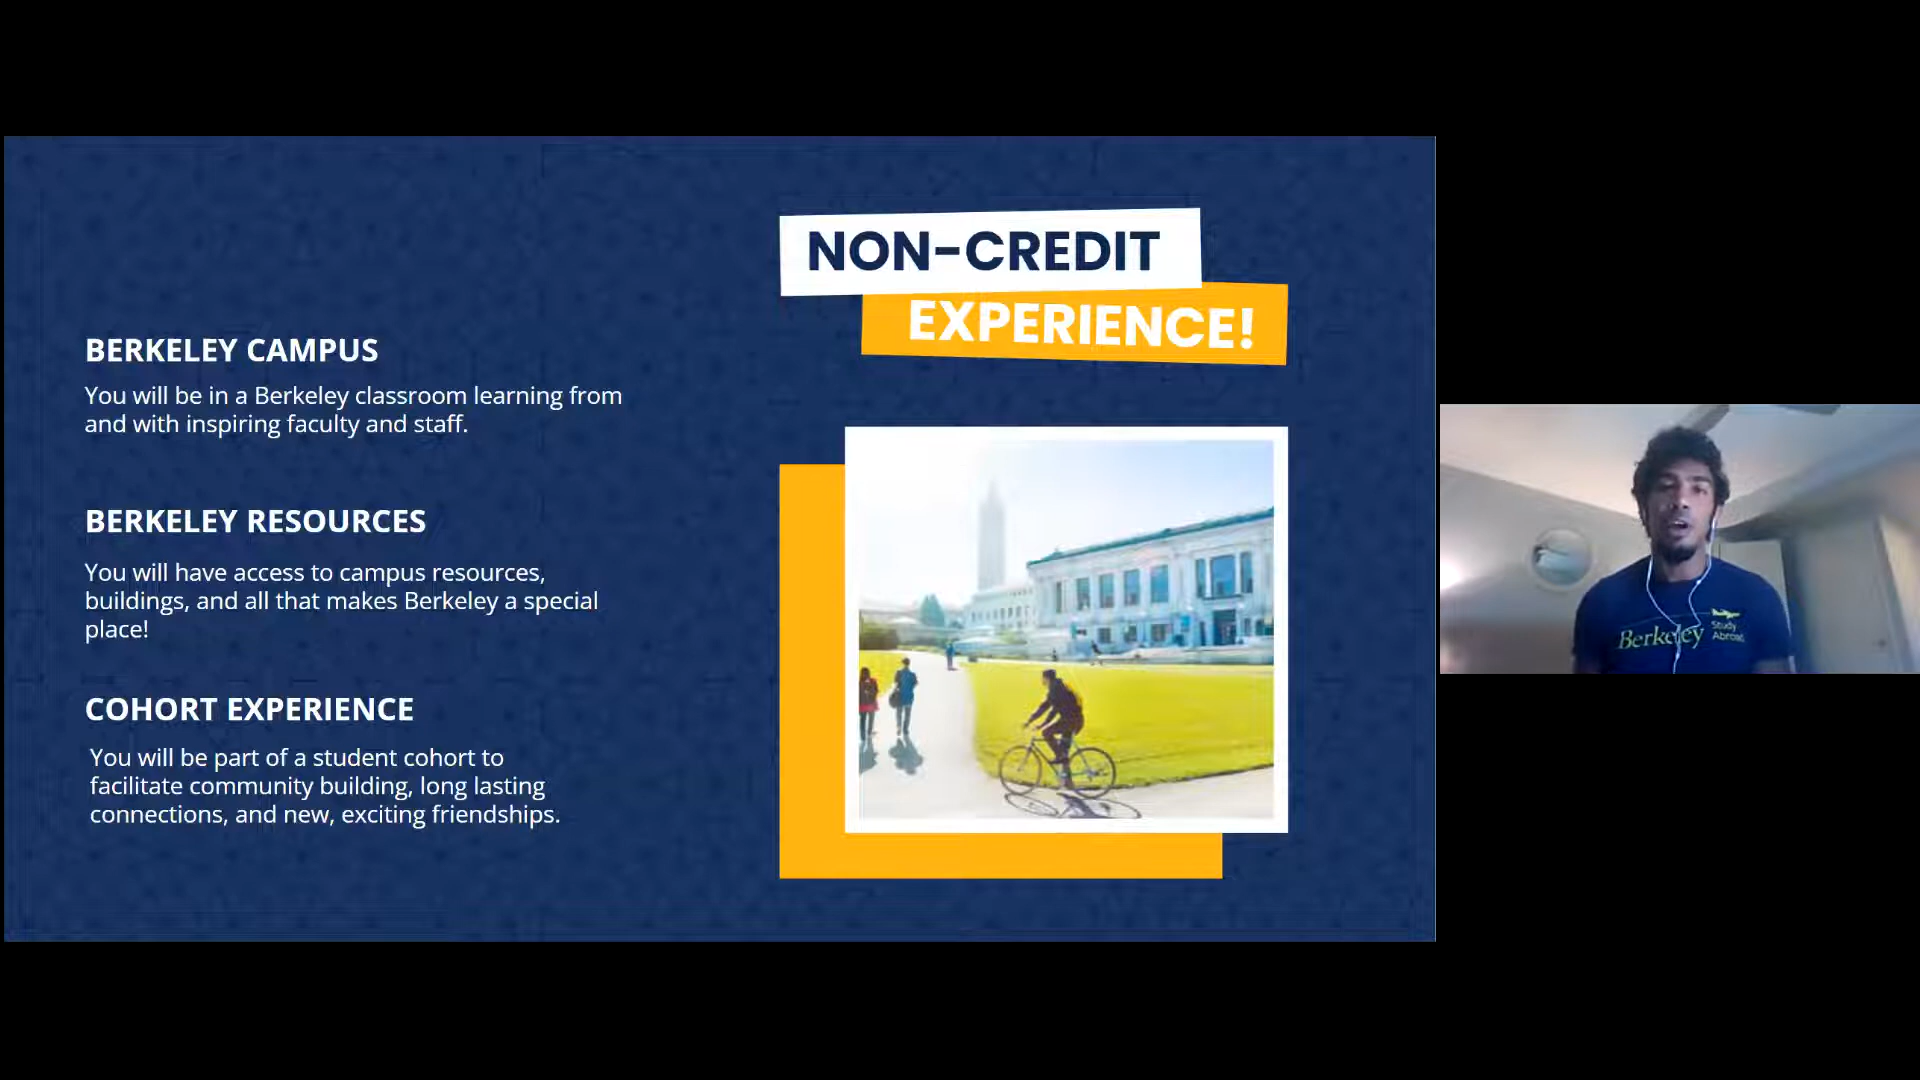 NON-CREDIT
EXPERIENCE!
BERKELEY CAMPUS
You will be in a Berkeley classroom learning from
and with inspiring faculty and staff.
BERKELEY RESOURCES
You will have access to campus resources,
buildings, and all that makes Berkeley a special
place!
COHORT EXPERIENCE
You will be part of a student cohort to
facilitate community building, long lasting
connections, and new, exciting friendships.
Berkeley
Study
Abroad